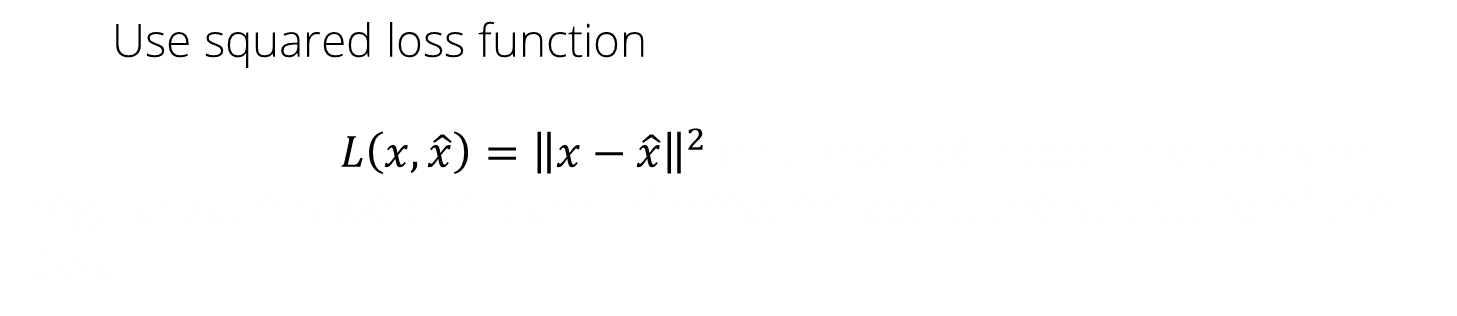 Use squared loss function
L(x, x̂) = ‖x − x̂‖²